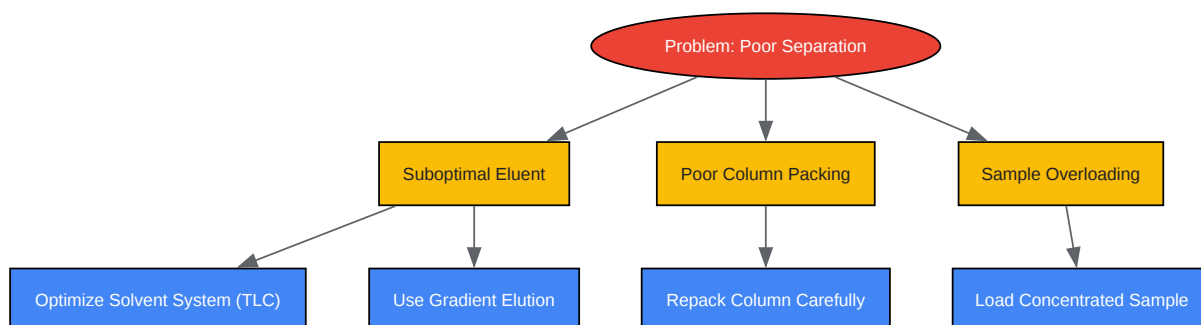 Problem: Poor Separation
Suboptimal Eluent
Poor Column Packing
Sample Overloading
Optimize Solvent System (TLC)
Use Gradient Elution
Repack Column Carefully
Load Concentrated Sample